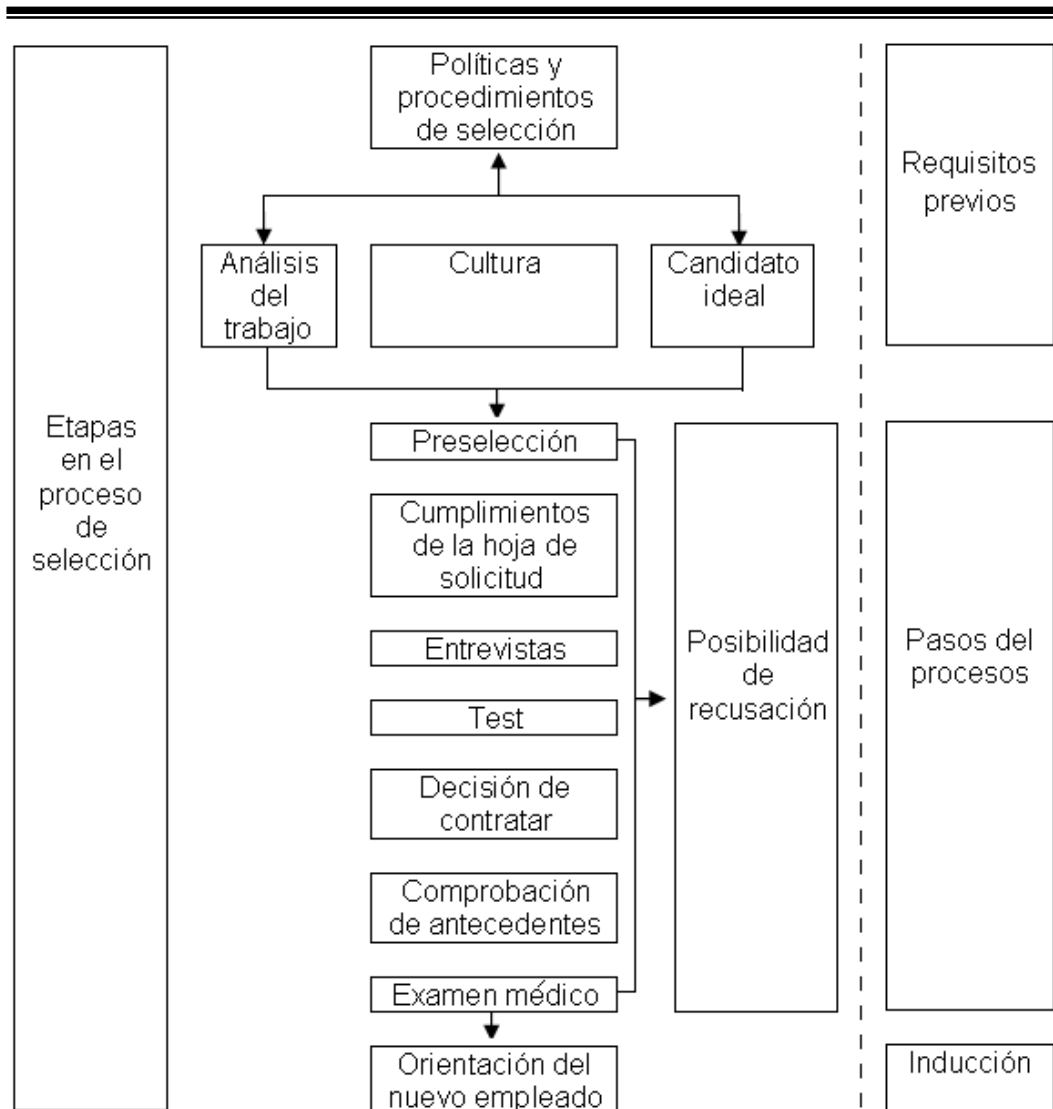 Políticas y
procedimientos
de selección
Requisitos
previos
Análisis
del
trabajo
Cultura
Candidato
ideal
Etapas
en el
proceso
de
selección
Preselección
Cumplimientos
de la hoja de
solicitud
Entrevistas
Test
Decisión de
contratar
Comprobación
de antecedentes
Examen médico
Posibilidad
de
recusación
Pasos del
procesos
Orientación del
nuevo empleado
Inducción